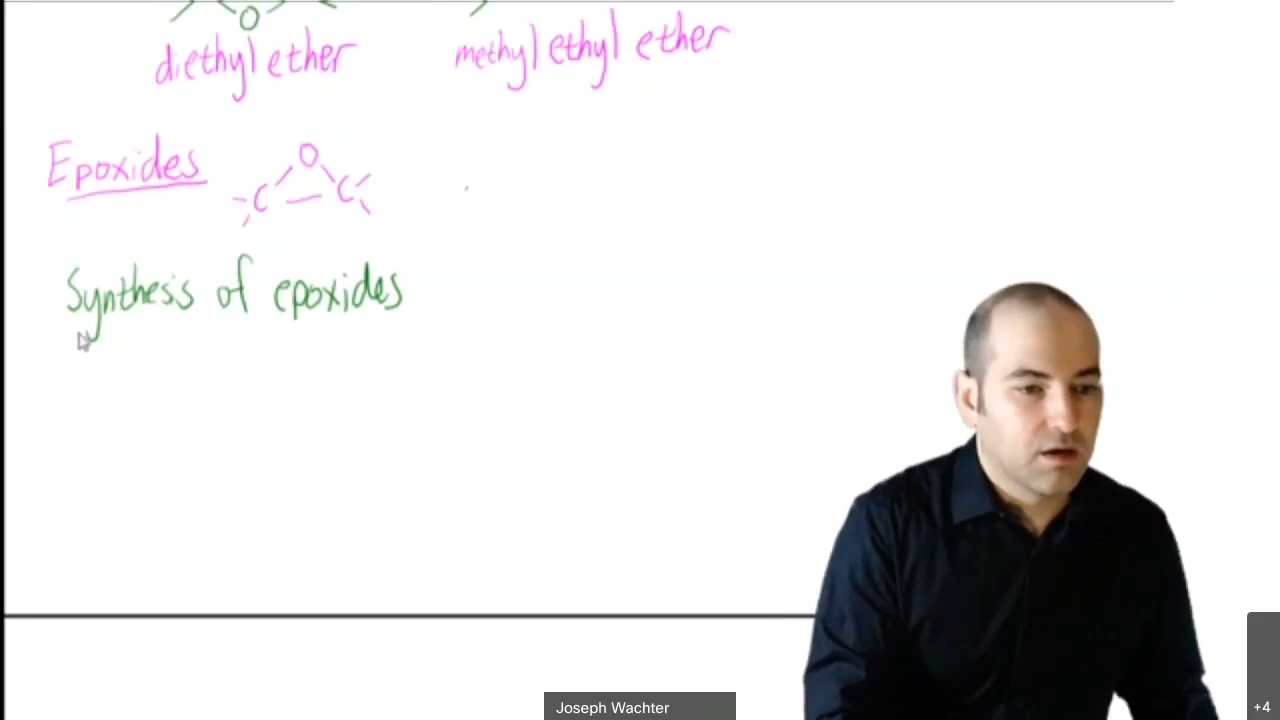 O
diethyl ether methyl ethyl ether
Epoxides
O
C C
Synthesis of epoxides
Joseph Wachter
+4